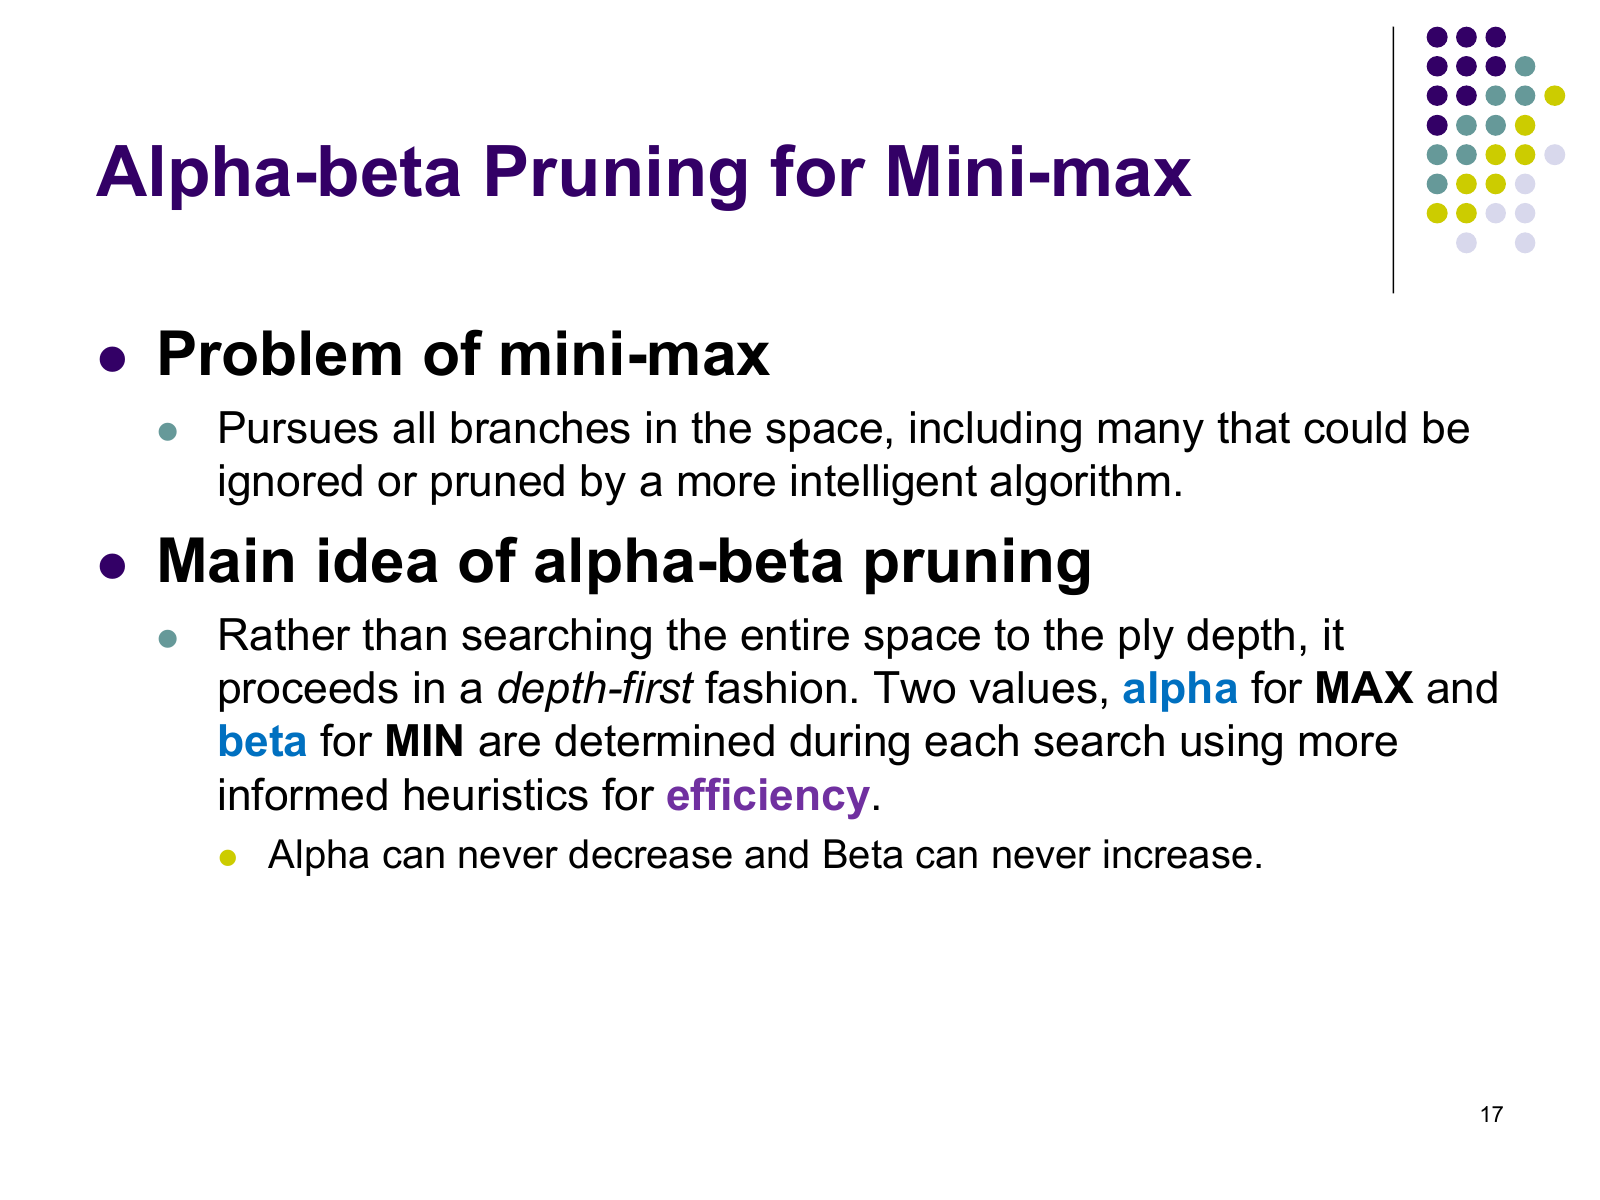 Alpha-beta Pruning for Mini-max
Problem of mini-max
Pursues all branches in the space, including many that could be
ignored or pruned by a more intelligent algorithm.
Main idea of alpha-beta pruning
Rather than searching the entire space to the ply depth, it
proceeds in a depth-first fashion. Two values, alpha for MAX and
beta for MIN are determined during each search using more
informed heuristics for efficiency.
Alpha can never decrease and Beta can never increase.
17